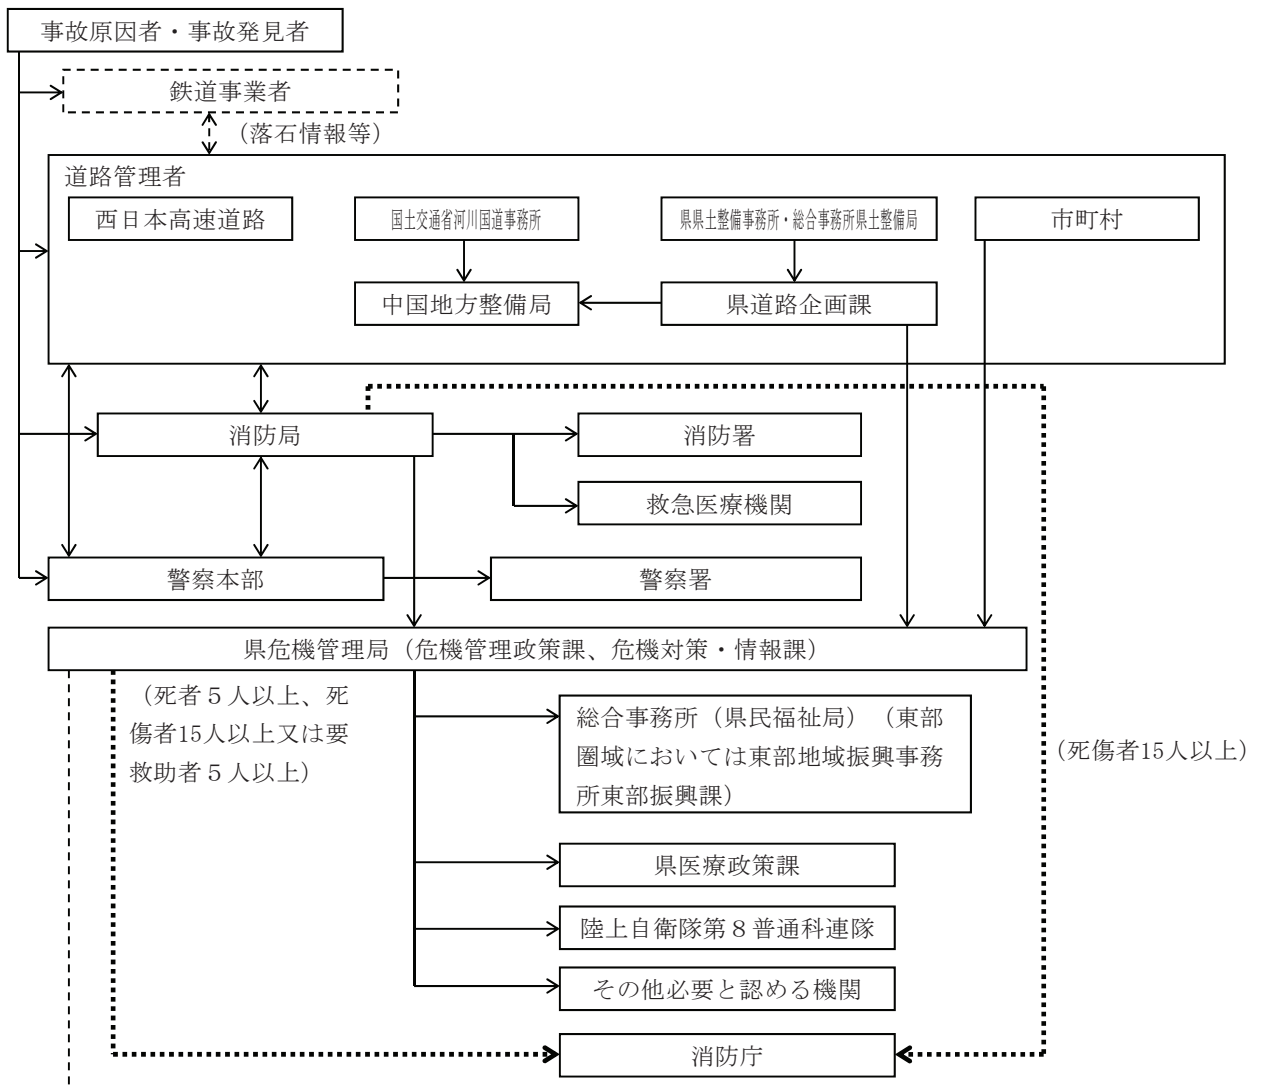 事故原因者・事故発見者
鉄道事業者
（落石情報等）
道路管理者
西日本高速道路
国土交通省河川国道事務所
県県土整備事務所・総合事務所県土整備局
市町村
中国地方整備局
県道路企画課
消防局
消防署
救急医療機関
警察本部
警察署
県危機管理局（危機管理政策課、危機対策・情報課）
（死者５人以上、死
傷者15人以上又は要
救助者５人以上）
総合事務所（県民福祉局）（東部
圏域においては東部地域振興事務
所東部振興課）
（死傷者15人以上）
県医療政策課
陸上自衛隊第８普通科連隊
その他必要と認める機関
消防庁